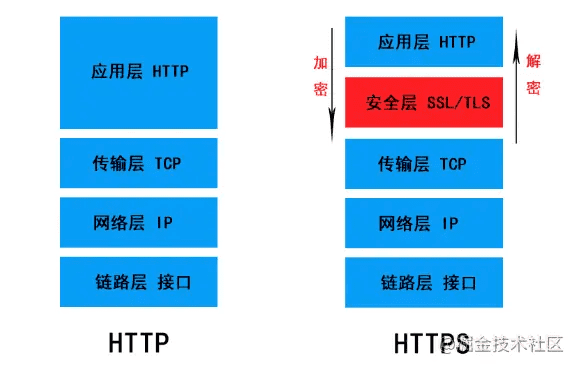 应用层 HTTP
传输层 TCP
网络层 IP
链路层 接口
HTTP
加密
应用层 HTTP
安全层 SSL/TLS
传输层 TCP
网络层 IP
链路层 接口
解密
HTTPS
@掘金技术社区